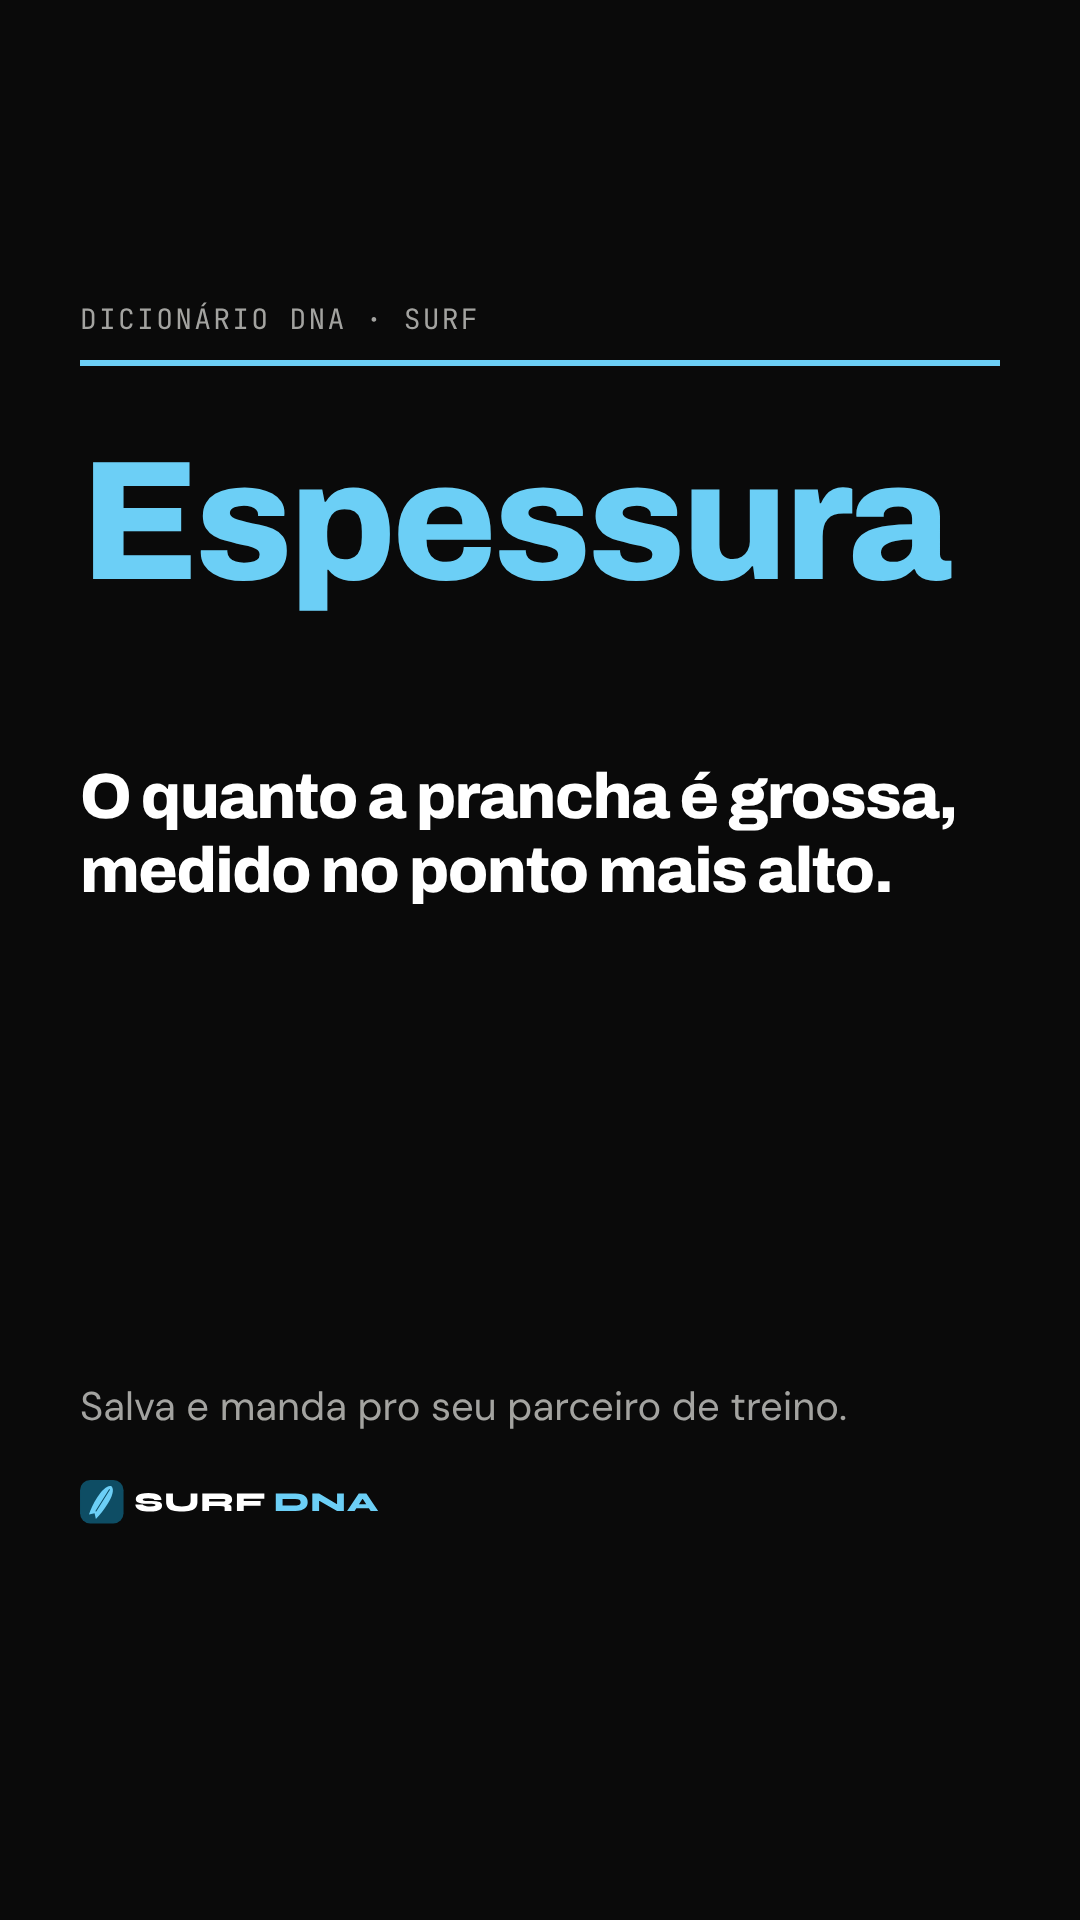 DICIONÁRIO DNA · SURF
Espessura
O quanto a prancha é grossa,
medido no ponto mais alto.
Salva e manda pro seu parceiro de treino.
SURF DNA